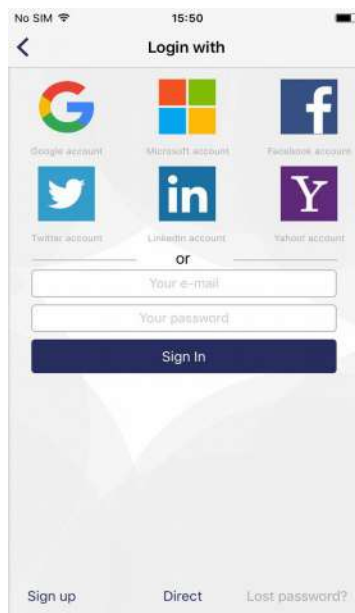 No SIM 15:50
Login with
Google account Microsoft account Facebook account
Twitter account LinkedIn account Yahoo! account
or
Your e-mail
Your password
Sign In
Sign up Direct Lost password?